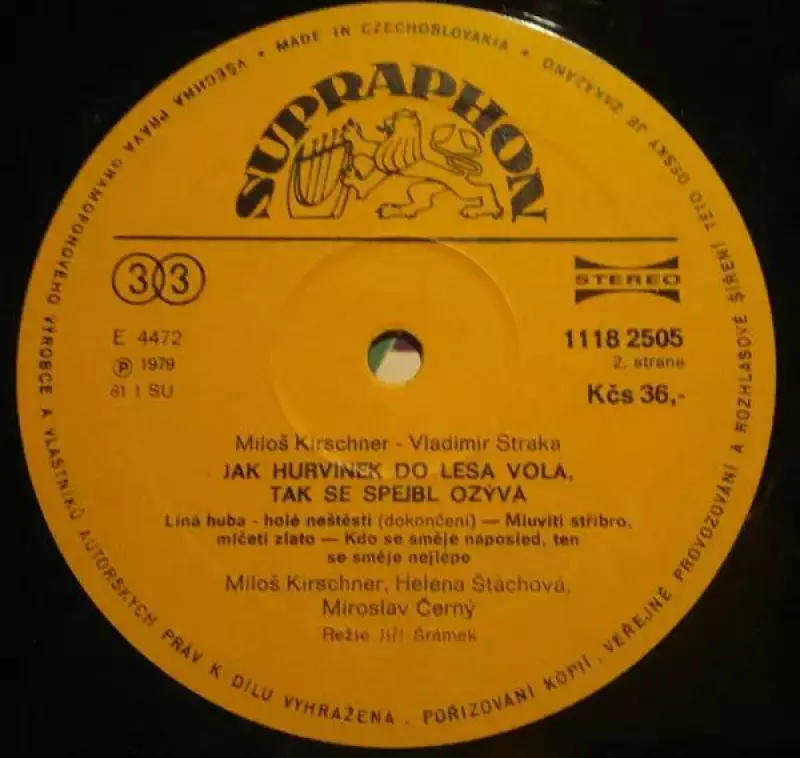 VŠECHNA PRÁVA GRAMOFONOVÉHO VÝROBCE A VLASTNÍKŮ AUTORSKÝCH PRÁV K DÍLU VYHRAŽENA . POŘIZOVÁNÍ KOPIÍ , VEŘEJNÉ PROVOZOVÁNÍ A ROZHLASOVÉ ŠÍŘENÍ TÉTO DESKY JE ZAKÁZÁNO
• MADE IN CZECHOSLOVAKIA •
SUPRAPHON
33
STEREO
E 4472
1118 2505
Ⓟ 1979
2. strana
81 1 SU
Kčs 36,-
Miloš Kirschner - Vladimír Straka
JAK HURVÍNEK DO LESA VOLÁ,
TAK SE SPEJBL OZÝVÁ
Líná huba - holé neštěstí (dokončení) — Mluviti stříbro,
mlčeti zlato — Kdo se směje naposled, ten
se směje nejlépe
Miloš Kirschner, Helena Štáchová,
Miroslav Černý
Režie Jiří Šrámek